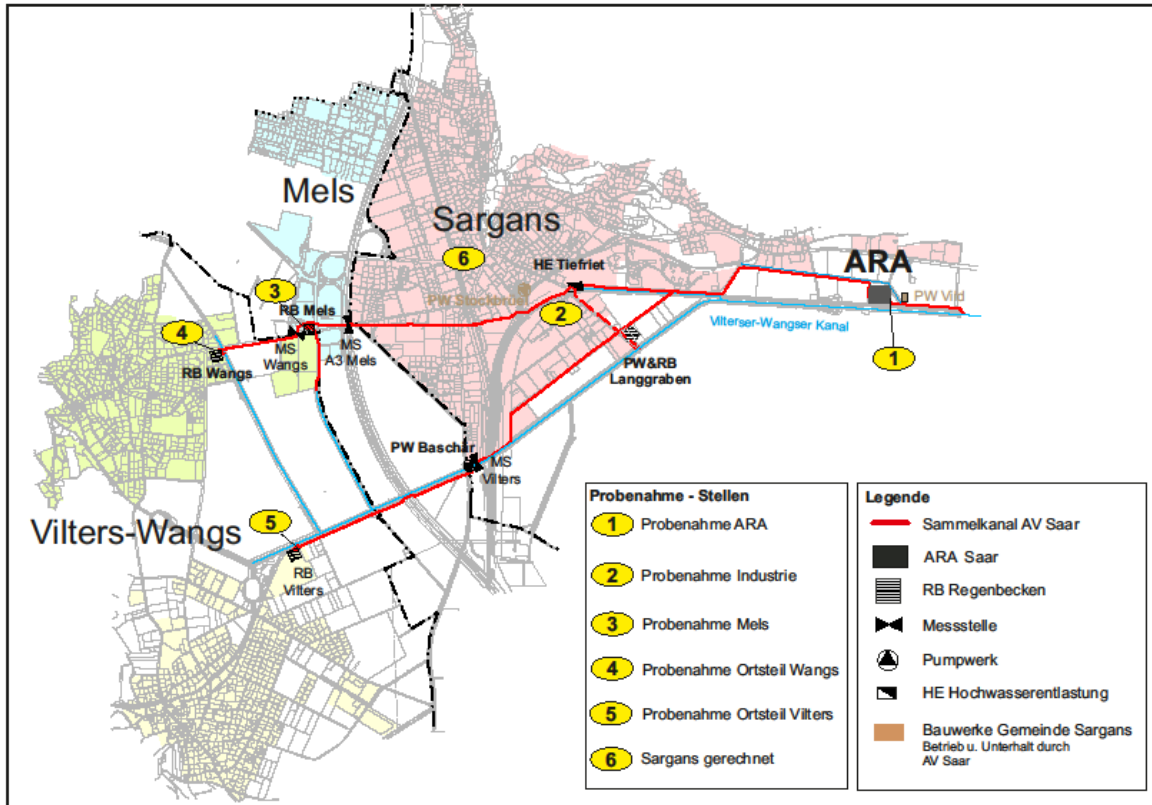 Mels
Sargans
6
HE Tiefriet
ARA
PW Stockbrüel
PW Vild
3
RB Mels
2
Vilterser-Wangser Kanal
4
MS
Wangs
MS
A3 Mels
RB Wangs
PW&RB
Langgraben
1
PW Baschär
MS
Vilters
Vilters-Wangs
5
RB
Vilters
Probenahme - Stellen
1 Probenahme ARA
2 Probenahme Industrie
3 Probenahme Mels
4 Probenahme Ortsteil Wangs
5 Probenahme Ortsteil Vilters
6 Sargans gerechnet
Legende
Sammelkanal AV Saar
ARA Saar
RB Regenbecken
Messstelle
Pumpwerk
HE Hochwasserentlastung
Bauwerke Gemeinde Sargans
Betrieb u. Unterhalt durch
AV Saar